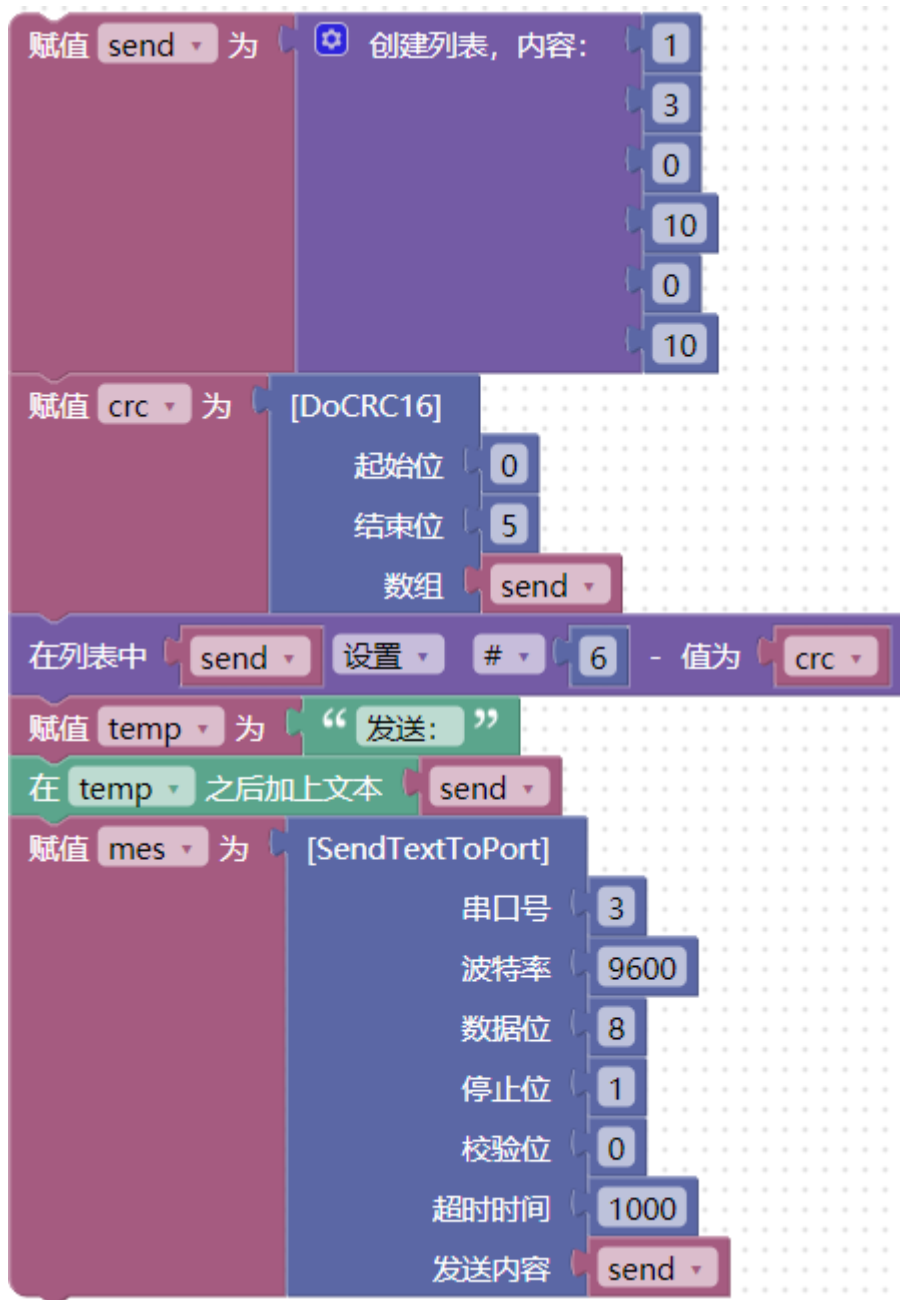 赋值 send 为 创建列表，内容： 1
3
0
10
0
10
赋值 crc 为 [DoCRC16]
起始位 0
结束位 5
数组 send
在列表中 send 设置 # 6 - 值为 crc
赋值 temp 为 “ 发送： ”
在 temp 之后加上文本 send
赋值 mes 为 [SendTextToPort]
串口号 3
波特率 9600
数据位 8
停止位 1
校验位 0
超时时间 1000
发送内容 send